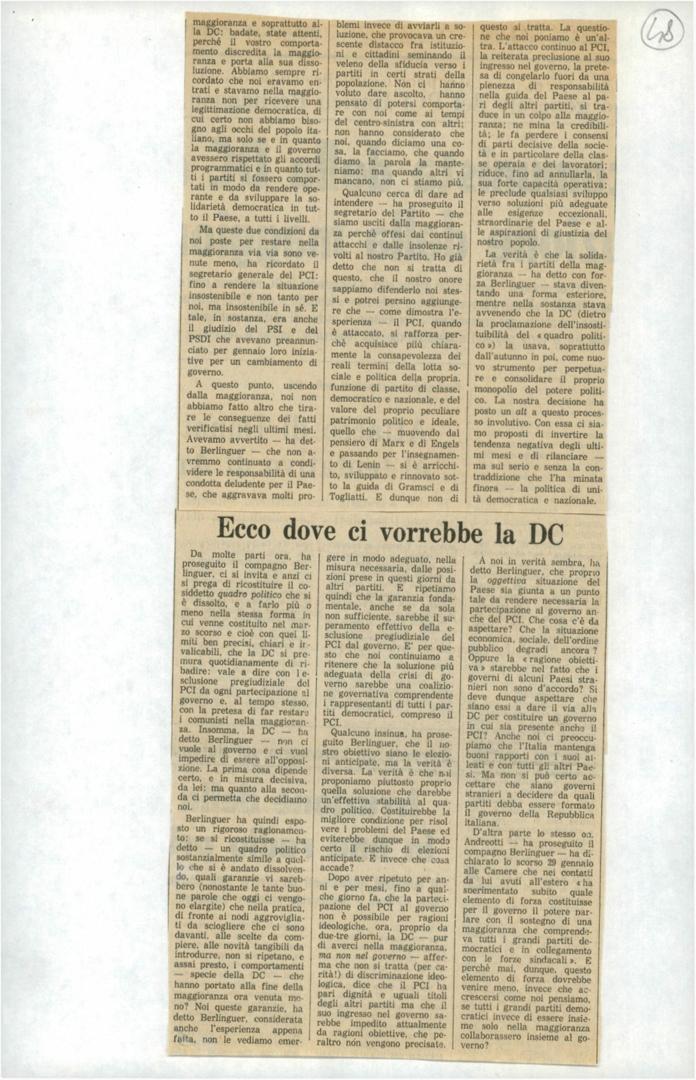 48
maggioranza e soprattutto al-
la DC: badate, state attenti,
perché il vostro comporta-
mento discredita la maggio-
ranza e porta alla sua disso-
luzione. Abbiamo sempre ri-
cordato che noi eravamo en-
trati e stavamo nella maggio-
ranza non per ricevere una
legittimazione democratica, di
cui certo non abbiamo biso-
gno agli occhi del popolo ita-
liano, ma solo se e in quanto
la maggioranza e il governo
avessero rispettato gli accordi
programmatici e in quanto tut-
ti i partiti si fossero compor-
tati in modo da rendere ope-
rante e da sviluppare la so-
lidarietà democratica in tut-
to il Paese, a tutti i livelli.
Ma queste due condizioni da
noi poste per restare nella
maggioranza via via sono ve-
nute meno, ha ricordato il
segretario generale del PCI:
fino a rendere la situazione
insostenibile e non tanto per
noi, ma insostenibile in sé. E
tale, in sostanza, era anche
il giudizio del PSI e del
PSDI che avevano preannun-
ciato per gennaio loro inizia-
tive per un cambiamento di
governo.
A questo punto, uscendo
dalla maggioranza, noi non
abbiamo fatto altro che tira-
re le conseguenze dei fatti
verificatisi negli ultimi mesi.
Avevamo avvertito — ha det-
to Berlinguer — che non a-
vremmo continuato a condi-
videre le responsabilità di una
condotta deludente per il Pae-
se, che aggravava molti pro-
blemi invece di avviarli a so-
luzione, che provocava un cre-
scente distacco fra istituzio-
ni e cittadini seminando il
veleno della sfiducia verso i
partiti in certi strati della
popolazione. Non ci hanno
voluto dare ascolto, hanno
pensato di potersi comporta-
re con noi come ai tempi
del centro-sinistra con altri;
non hanno considerato che
noi, quando diciamo una co-
sa, la facciamo, che quando
diamo la parola la mante-
niamo: ma quando altri vi
mancano, non ci stiamo più.
Qualcuno cerca di dare ad
intendere — ha proseguito il
segretario del Partito — che
siamo usciti dalla maggioran-
za perchè offesi dai continui
attacchi e dalle insolenze ri-
volti al nostro Partito. Ho già
detto che non si tratta di
questo, che il nostro onore
sappiamo difenderlo noi stes-
si e potrei persino aggiunge-
re che — come dimostra l'e-
sperienza — il PCI, quando
è attaccato, si rafforza per-
chè acquisisce più chiara-
mente la consapevolezza dei
reali termini della lotta so-
ciale e politica della propria.
funzione di partito di classe,
democratico e nazionale, e del
valore del proprio peculiare
patrimonio politico e ideale,
quello che — muovendo dal
pensiero di Marx e di Engels
e passando per l'insegnamen-
to di Lenin — si è arricchi-
to, sviluppato e rinnovato sot-
to la guida di Gramsci e di
Togliatti. E dunque non di
questo si tratta. La questio-
ne che noi poniamo è un'al-
tra. L'attacco continuo al PCI,
la reiterata preclusione al suo
ingresso nel governo, la prete-
sa di congelarlo fuori da una
pienezza di responsabilità
nella guida del Paese al pa-
ri degli altri partiti, si tra-
duce in un colpo alla maggio-
ranza; ne mina la credibili-
tà; le fa perdere i consensi
di parti decisive della socie-
tà e in particolare della clas-
se operaia e dei lavoratori;
riduce, fino ad annullarla, la
sua forte capacità operativa;
le preclude qualsiasi sviluppo
verso soluzioni più adeguate
alle esigenze eccezionali,
straordinarie del Paese e al-
le aspirazioni di giustizia del
nostro popolo.
La verità è che la solida-
rietà fra i partiti della mag-
gioranza — ha detto con for-
za Berlinguer — stava diven-
tando una forma esteriore,
mentre nella sostanza stava
avvenendo che la DC (dietro
la proclamazione dell'insosti-
tuibilità del «quadro politi-
co») la usava, soprattutto
dall'autunno in poi, come nuo-
vo strumento per perpetua-
re e consolidare il proprio
monopolio del potere politi-
co. La nostra decisione ha
posto un alt a questo proces-
so involutivo. Con essa ci sia-
mo proposti di invertire la
tendenza negativa degli ulti-
mi mesi e di rilanciare —
ma sul serio e senza la con-
traddizione che l'ha minata
finora — la politica di uni-
tà democratica e nazionale.
Ecco dove ci vorrebbe la DC
Da molte parti ora, ha
proseguito il compagno Ber-
linguer, ci si invita e anzi ci
si prega di ricostituire il co-
siddetto quadro politico che si
è dissolto, e a farlo più o
meno nella stessa forma in
cui venne costituito nel mar-
zo scorso e cioè con quei li-
miti ben precisi, chiari e in-
valicabili, che la DC si pre-
mura quotidianamente di ri-
badire: vale a dire con l'e-
sclusione pregiudiziale del
PCI da ogni partecipazione al
governo e, al tempo stesso,
con la pretesa di far restare
i comunisti nella maggioran-
za. Insomma, la DC — ha
detto Berlinguer — non ci
vuole al governo e ci vuol
impedire di essere all'opposi-
zione. La prima cosa dipende
certo, e in misura decisiva,
da lei; ma quanto alla secon-
da ci permetta che decidiamo
noi.
Berlinguer ha quindi espo-
sto un rigoroso ragionamen-
to: se si ricostituisse — ha
detto — un quadro politico
sostanzialmente simile a quel-
lo che si è andato dissolven-
do, quali garanzie vi sareb-
bero (nonostante le tante buo-
ne parole che oggi ci vengo-
no elargite) che nella pratica,
di fronte ai nodi aggroviglia-
ti da sciogliere che ci sono
davanti, alle scelte da com-
piere, alle novità tangibili da
introdurre, non si ripetano, e
assai presto, i comportamenti
— specie della DC — che
hanno portato alla fine della
maggioranza ora venuta me-
no? Noi queste garanzie, ha
detto Berlinguer, considerata
anche l'esperienza appena
fatta, non le vediamo emer-
gere in modo adeguato, nella
misura necessaria, dalle posi-
zioni prese in questi giorni da
altri partiti. E ripetiamo
quindi che la garanzia fonda-
mentale, anche se da sola
non sufficiente, sarebbe il su-
peramento effettivo della e-
sclusione pregiudiziale del
PCI dal governo. E' per que-
sto che noi continuiamo a
ritenere che la soluzione più
adeguata della crisi di go-
verno sarebbe una coalizio-
ne governativa comprendente
i rappresentanti di tutti i par-
titi democratici, compreso il
PCI.
Qualcuno insinua, ha pro-
seguito Berlinguer, che il no-
stro obiettivo siano le elezio-
ni anticipate, ma la verità è
diversa. La verità è che noi
proponiamo piuttosto proprio
quella soluzione che darebbe
un'effettiva stabilità al qua-
dro politico. Costituirebbe la
migliore condizione per risol
vere i problemi del Paese ed
eviterebbe dunque in modo
certo il rischio di elezioni
anticipate. E invece che cosa
accade?
Dopo aver ripetuto per an-
ni e per mesi, fino a qual-
che giorno fa, che la parteci-
pazione del PCI al governo
non è possibile per ragioni
ideologiche, ora, proprio da
due-tre giorni, la DC — pur
di averci nella maggioranza,
ma non nel governo — affer-
ma che non si tratta (per ca-
rità!) di discriminazione ideo-
logica, dice che il PCI ha
pari dignità e uguali titoli
degli altri partiti ma che il
suo ingresso nel governo sa-
rebbe impedito attualmente
da ragioni obiettive, che pe-
raltro non vengono precisate.
A noi in verità sembra, ha
detto Berlinguer, che proprio
la oggettiva situazione del
Paese sia giunta a un punto
tale da rendere necessaria la
partecipazione al governo an-
che del PCI. Che cosa c'è da
aspettare? Che la situazione
economica, sociale, dell'ordine
pubblico degradi ancora?
Oppure la «ragione obietti-
va» starebbe nel fatto che i
governi di alcuni Paesi stra-
nieri non sono d'accordo? Si
deve dunque aspettare che
siano essi a dare il via alla
DC per costituire un governo
in cui sia presente anche il
PCI? Anche noi ci preoccu-
piamo che l'Italia mantenga
buoni rapporti con i suoi al-
leati e con tutti gli altri Pae-
si. Ma non si può certo ac-
cettare che siano governi
stranieri a decidere da quali
partiti debba essere formato
il governo della Repubblica
italiana.
D'altra parte lo stesso on.
Andreotti — ha proseguito il
compagno Berlinguer — ha di-
chiarato lo scorso 29 gennaio
alle Camere che nei contatti
da lui avuti all'estero «ha
sperimentato subito quale
elemento di forza costituisse
per il governo il potere par-
lare con il sostegno di una
maggioranza che comprende-
va tutti i grandi partiti de-
mocratici e in collegamento
con le forze sindacali». E
perchè mai, dunque, questo
elemento di forza dovrebbe
venire meno, invece che ac-
crescersi come noi pensiamo,
se tutti i grandi partiti demo-
cratici invece di essere insie-
me solo nella maggioranza
collaborassero insieme al go-
verno?